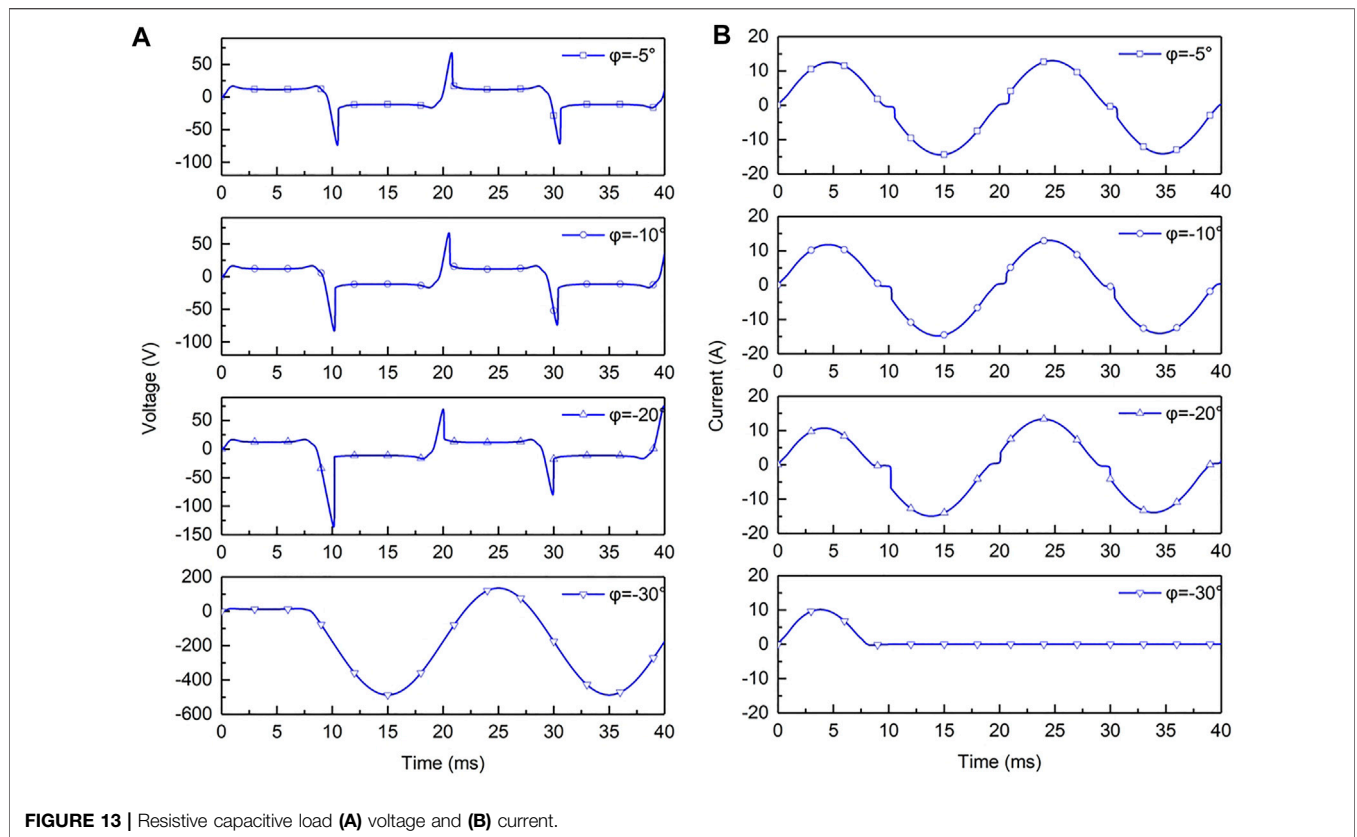 A
φ=-5°
50
0
-50
-100
0 5 10 15 20 25 30 35 40
φ=-10°
50
0
-50
-100
0 5 10 15 20 25 30 35 40
φ=-20°
50
0
-50
-100
-150
0 5 10 15 20 25 30 35 40
φ=-30°
200
0
-200
-400
-600
0 5 10 15 20 25 30 35 40
Voltage (V)
Time (ms)
B
φ=-5°
20
10
0
-10
-20
0 5 10 15 20 25 30 35 40
φ=-10°
20
10
0
-10
-20
0 5 10 15 20 25 30 35 40
φ=-20°
20
10
0
-10
-20
0 5 10 15 20 25 30 35 40
φ=-30°
20
10
0
-10
-20
0 5 10 15 20 25 30 35 40
Current (A)
Time (ms)
FIGURE 13 | Resistive capacitive load (A) voltage and (B) current.